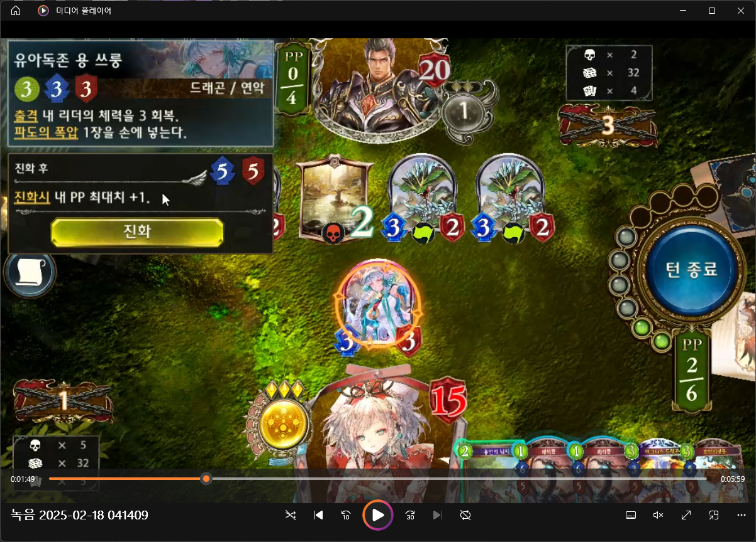 미디어 플레이어
유아독존 용 쓰룽
3 3 3
드래곤 / 연악
출격 내 리더의 체력을 3 회복.
파도의 폭압 1장을 손에 넣는다.
진화 후
5 5
진화시 내 PP 최대치 +1.
진화
PP
0
4
20
1
× 2
× 32
× 4
3
2
2
3 2
3 2
턴 종료
3 3
PP
2
6
15
1
× 5
× 32
2 1 1 3 3
0:01:49
0:05:59
녹음 2025-02-18 041409
10
30